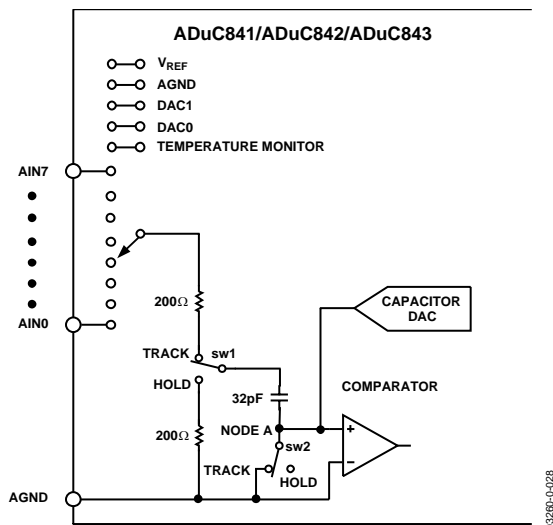 ADuC841/ADuC842/ADuC843
VREF
AGND
DAC1
DAC0
TEMPERATURE MONITOR
AIN7
AIN0
200Ω
CAPACITOR
DAC
TRACK
sw1
HOLD
COMPARATOR
32pF
NODE A
200Ω
sw2
TRACK
HOLD
AGND
+
–
3260-0-028